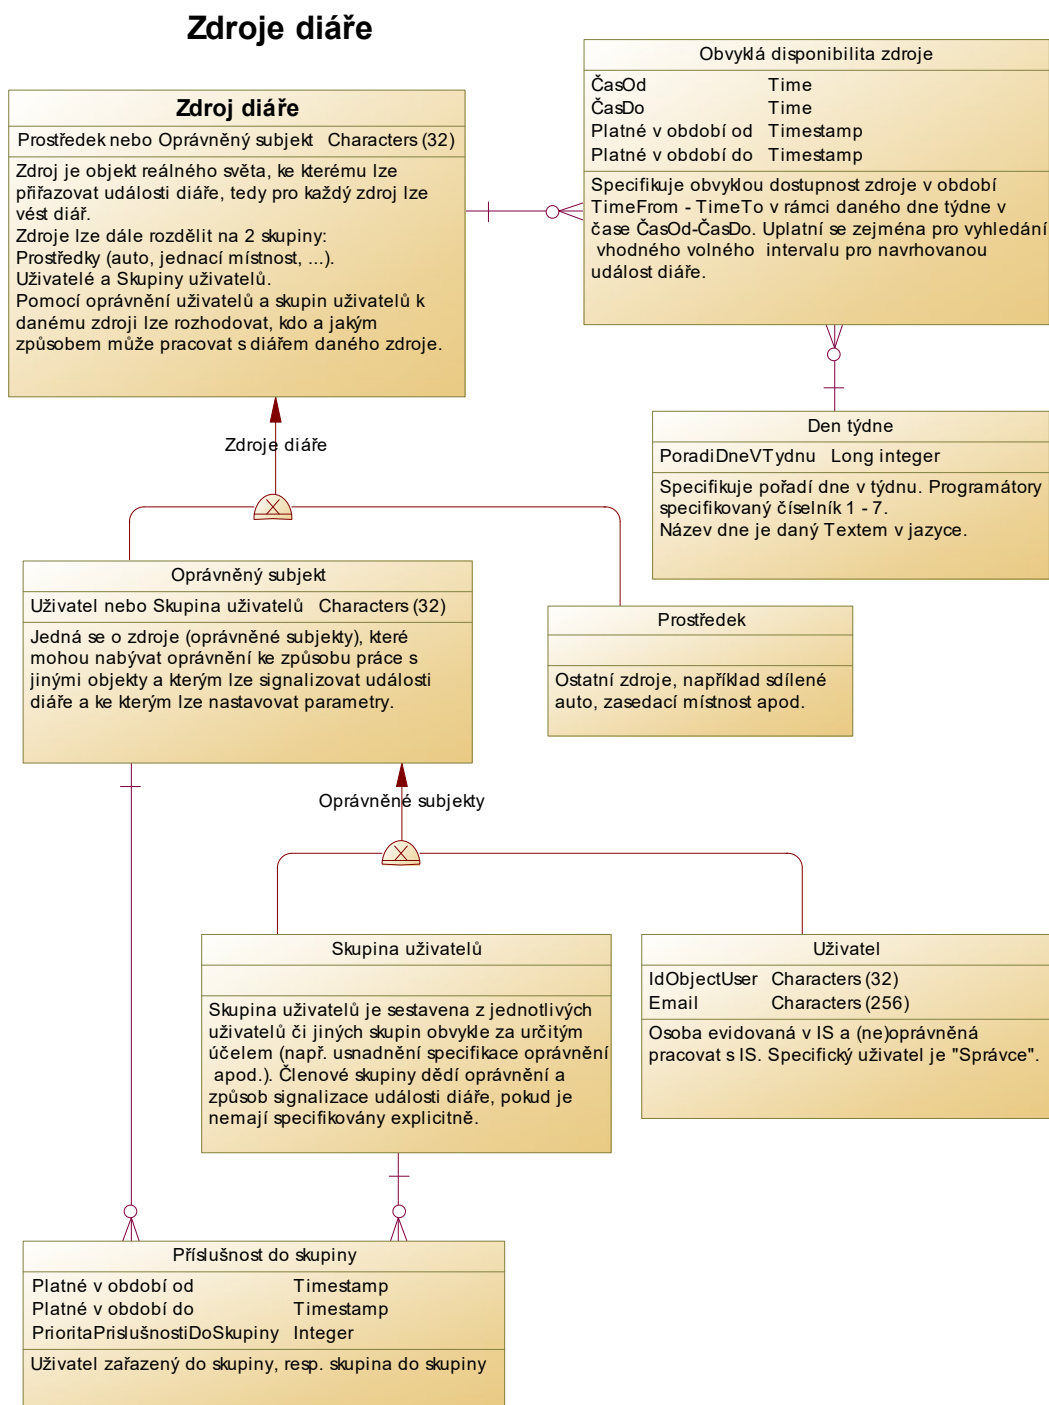 Zdroje diáře
Zdroj diáře
Prostředek nebo Oprávněný subjekt Characters (32)
Zdroj je objekt reálného světa, ke kterému lze
přiřazovat události diáře, tedy pro každý zdroj lze
vést diář.
Zdroje lze dále rozdělit na 2 skupiny:
Prostředky (auto, jednací místnost, ...).
Uživatelé a Skupiny uživatelů.
Pomocí oprávnění uživatelů a skupin uživatelů k
danému zdroji lze rozhodovat, kdo a jakým
způsobem může pracovat s diářem daného zdroje.
Obvyklá disponibilita zdroje
ČasOd Time
ČasDo Time
Platné v období od Timestamp
Platné v období do Timestamp
Specifikuje obvyklou dostupnost zdroje v období
TimeFrom - TimeTo v rámci daného dne týdne v
čase ČasOd-ČasDo. Uplatní se zejména pro vyhledání
vhodného volného intervalu pro navrhovanou
událost diáře.
Den týdne
PoradiDneVTydnu Long integer
Specifikuje pořadí dne v týdnu. Programátory
specifikovaný číselník 1 - 7.
Název dne je daný Textem v jazyce.
Zdroje diáře
Oprávněný subjekt
Uživatel nebo Skupina uživatelů Characters (32)
Jedná se o zdroje (oprávněné subjekty), které
mohou nabývat oprávnění ke způsobu práce s
jinými objekty a kterým lze signalizovat události
diáře a ke kterým lze nastavovat parametry.
Prostředek
Ostatní zdroje, například sdílené
auto, zasedací místnost apod.
Oprávněné subjekty
Skupina uživatelů
Skupina uživatelů je sestavena z jednotlivých
uživatelů či jiných skupin obvykle za určitým
účelem (např. usnadnění specifikace oprávnění
apod.). Členové skupiny dědí oprávnění a
způsob signalizace události diáře, pokud je
nemají specifikovány explicitně.
Uživatel
IdObjectUser Characters (32)
Email Characters (256)
Osoba evidovaná v IS a (ne)oprávněná
pracovat s IS. Specifický uživatel je "Správce".
Příslušnost do skupiny
Platné v období od Timestamp
Platné v období do Timestamp
PrioritaPrislušnostiDoSkupiny Integer
Uživatel zařazený do skupiny, resp. skupina do skupiny